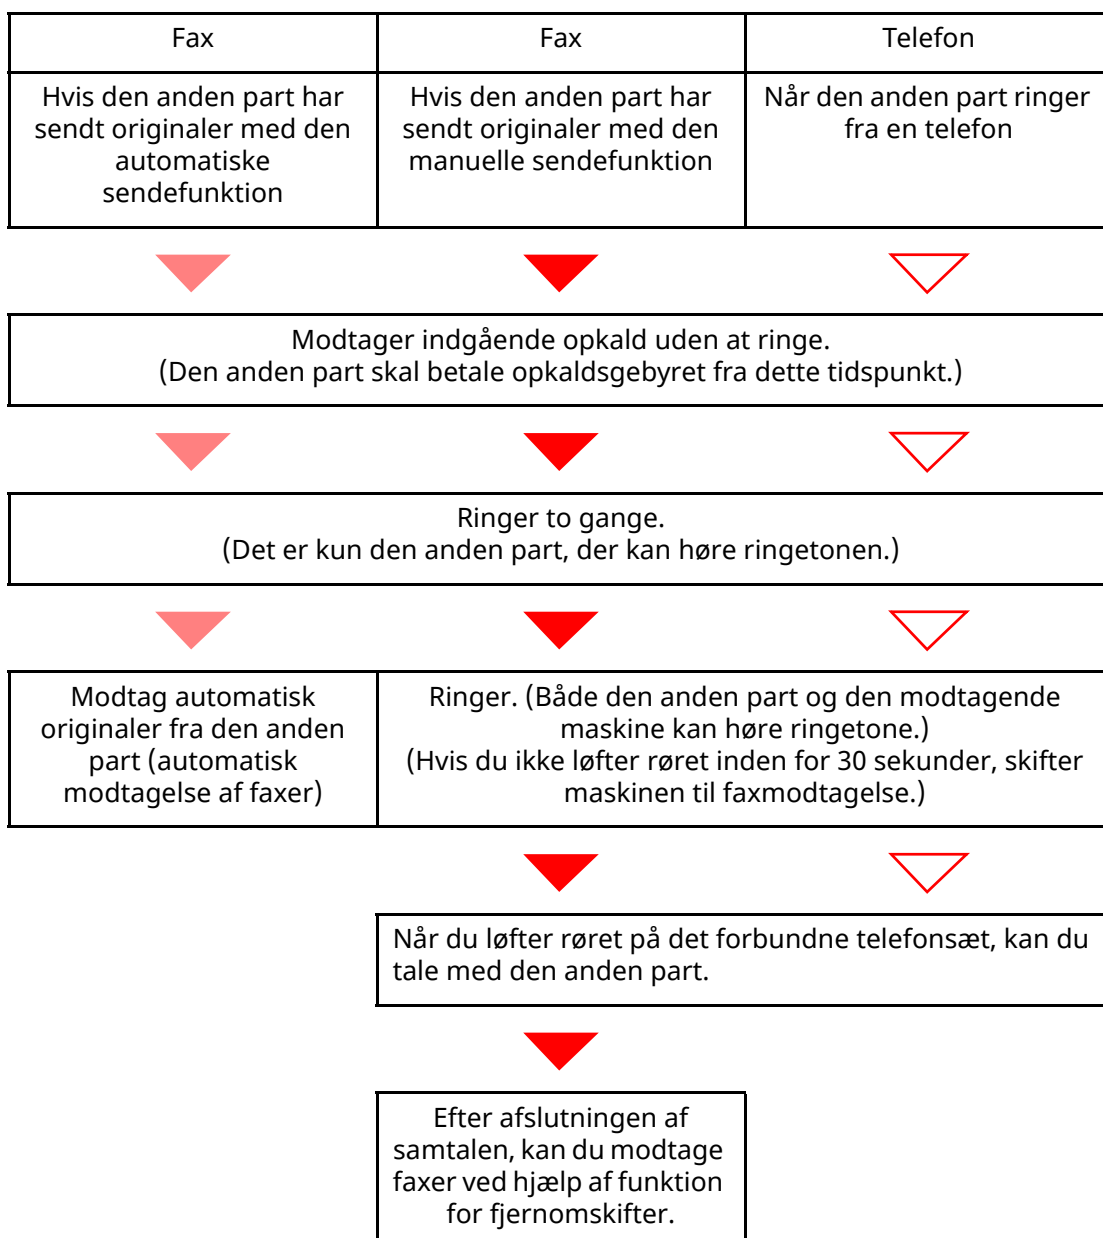 Fax
Fax
Telefon
Hvis den anden part har
sendt originaler med den
automatiske
sendefunktion
Hvis den anden part har
sendt originaler med den
manuelle sendefunktion
Når den anden part ringer
fra en telefon
Modtager indgående opkald uden at ringe.
(Den anden part skal betale opkaldsgebyret fra dette tidspunkt.)
Ringer to gange.
(Det er kun den anden part, der kan høre ringetonen.)
Modtag automatisk
originaler fra den anden
part (automatisk
modtagelse af faxer)
Ringer. (Både den anden part og den modtagende
maskine kan høre ringetone.)
(Hvis du ikke løfter røret inden for 30 sekunder, skifter
maskinen til faxmodtagelse.)
Når du løfter røret på det forbundne telefonsæt, kan du
tale med den anden part.
Efter afslutningen af
samtalen, kan du modtage
faxer ved hjælp af funktion
for fjernomskifter.